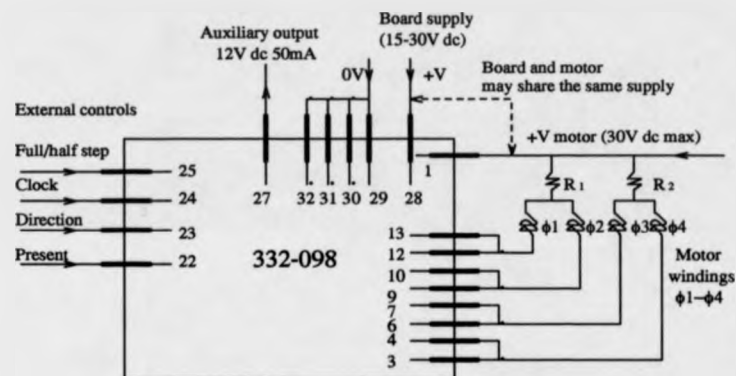 Auxiliary output
12V dc 50mA
Board supply
(15-30V dc)
0V
+V
Board and motor
may share the same supply
External controls
+V motor (30V dc max)
Full/half step
25
Clock
24
Direction
23
Present
22
27
32
31
30
29
28
1
R1
R2
ϕ1
ϕ2
ϕ3
ϕ4
332-098
13
12
10
9
7
6
4
3
Motor
windings
ϕ1–ϕ4